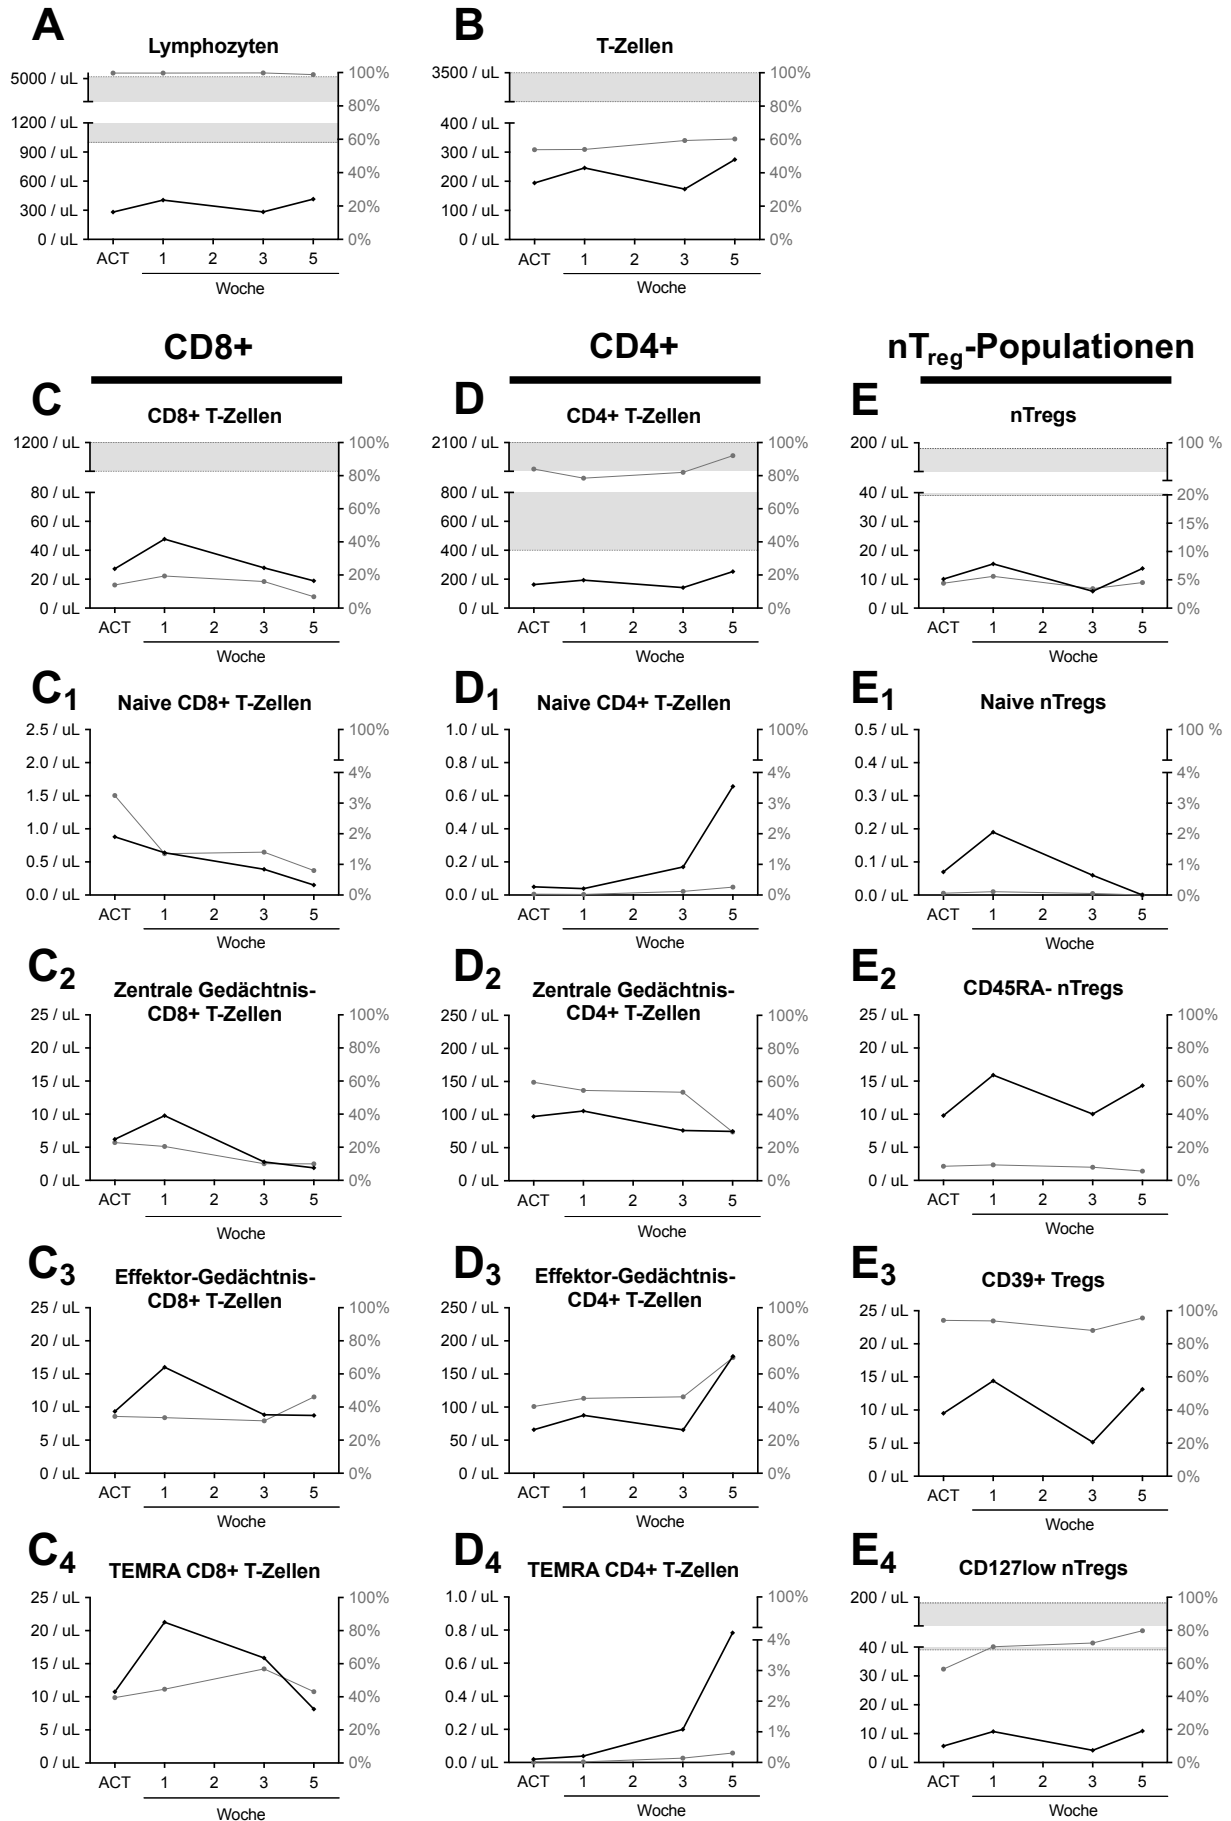 A
Lymphozyten
5000 / uL
1200 / uL
900 / uL
600 / uL
300 / uL
0 / uL
100%
80%
60%
40%
20%
0%
ACT 1 2 3 5
Woche
B
T-Zellen
3500 / uL
400 / uL
300 / uL
200 / uL
100 / uL
0 / uL
100%
80%
60%
40%
20%
0%
ACT 1 2 3 5
Woche
CD8+
CD4+
nTreg-Populationen
C
CD8+ T-Zellen
1200 / uL
80 / uL
60 / uL
40 / uL
20 / uL
0 / uL
100%
80%
60%
40%
20%
0%
ACT 1 2 3 5
Woche
D
CD4+ T-Zellen
2100 / uL
800 / uL
600 / uL
400 / uL
200 / uL
0 / uL
100%
80%
60%
40%
20%
0%
ACT 1 2 3 5
Woche
E
nTregs
200 / uL
40 / uL
30 / uL
20 / uL
10 / uL
0 / uL
100 %
20%
15%
10%
5%
0%
ACT 1 2 3 5
Woche
C1
Naive CD8+ T-Zellen
2.5 / uL
2.0 / uL
1.5 / uL
1.0 / uL
0.5 / uL
0.0 / uL
100%
4%
3%
2%
1%
0%
ACT 1 2 3 5
Woche
D1
Naive CD4+ T-Zellen
1.0 / uL
0.8 / uL
0.6 / uL
0.4 / uL
0.2 / uL
0.0 / uL
100%
4%
3%
2%
1%
0%
ACT 1 2 3 5
Woche
E1
Naive nTregs
0.5 / uL
0.4 / uL
0.3 / uL
0.2 / uL
0.1 / uL
0.0 / uL
100 %
4%
3%
2%
1%
0%
ACT 1 2 3 5
Woche
C2
Zentrale Gedächtnis-
CD8+ T-Zellen
25 / uL
20 / uL
15 / uL
10 / uL
5 / uL
0 / uL
100%
80%
60%
40%
20%
0%
ACT 1 2 3 5
Woche
D2
Zentrale Gedächtnis-
CD4+ T-Zellen
250 / uL
200 / uL
150 / uL
100 / uL
50 / uL
0 / uL
100%
80%
60%
40%
20%
0%
ACT 1 2 3 5
Woche
E2
CD45RA- nTregs
25 / uL
20 / uL
15 / uL
10 / uL
5 / uL
0 / uL
100%
80%
60%
40%
20%
0%
ACT 1 2 3 5
Woche
C3
Effektor-Gedächtnis-
CD8+ T-Zellen
25 / uL
20 / uL
15 / uL
10 / uL
5 / uL
0 / uL
100%
80%
60%
40%
20%
0%
ACT 1 2 3 5
Woche
D3
Effektor-Gedächtnis-
CD4+ T-Zellen
250 / uL
200 / uL
150 / uL
100 / uL
50 / uL
0 / uL
100%
80%
60%
40%
20%
0%
ACT 1 2 3 5
Woche
E3
CD39+ Tregs
25 / uL
20 / uL
15 / uL
10 / uL
5 / uL
0 / uL
100%
80%
60%
40%
20%
0%
ACT 1 2 3 5
Woche
C4
TEMRA CD8+ T-Zellen
25 / uL
20 / uL
15 / uL
10 / uL
5 / uL
0 / uL
100%
80%
60%
40%
20%
0%
ACT 1 2 3 5
Woche
D4
TEMRA CD4+ T-Zellen
1.0 / uL
0.8 / uL
0.6 / uL
0.4 / uL
0.2 / uL
0.0 / uL
100%
4%
3%
2%
1%
0%
ACT 1 2 3 5
Woche
E4
CD127low nTregs
200 / uL
40 / uL
30 / uL
20 / uL
10 / uL
0 / uL
100%
80%
60%
40%
20%
0%
ACT 1 2 3 5
Woche